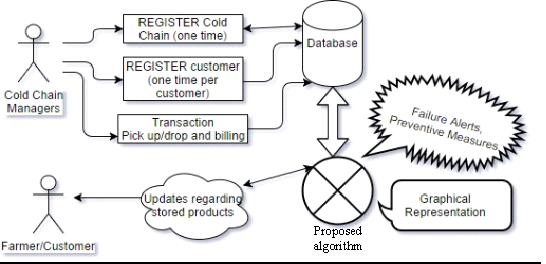 REGISTER Cold
Chain (one time)
Database
REGISTER customer
(one time per
customer)
Cold Chain
Managers
Transaction
Pick up/drop and billing
Failure Alerts,
Preventive Measures
Updates regarding
stored products
Graphical
Representation
Proposed
algorithm
Farmer/Customer